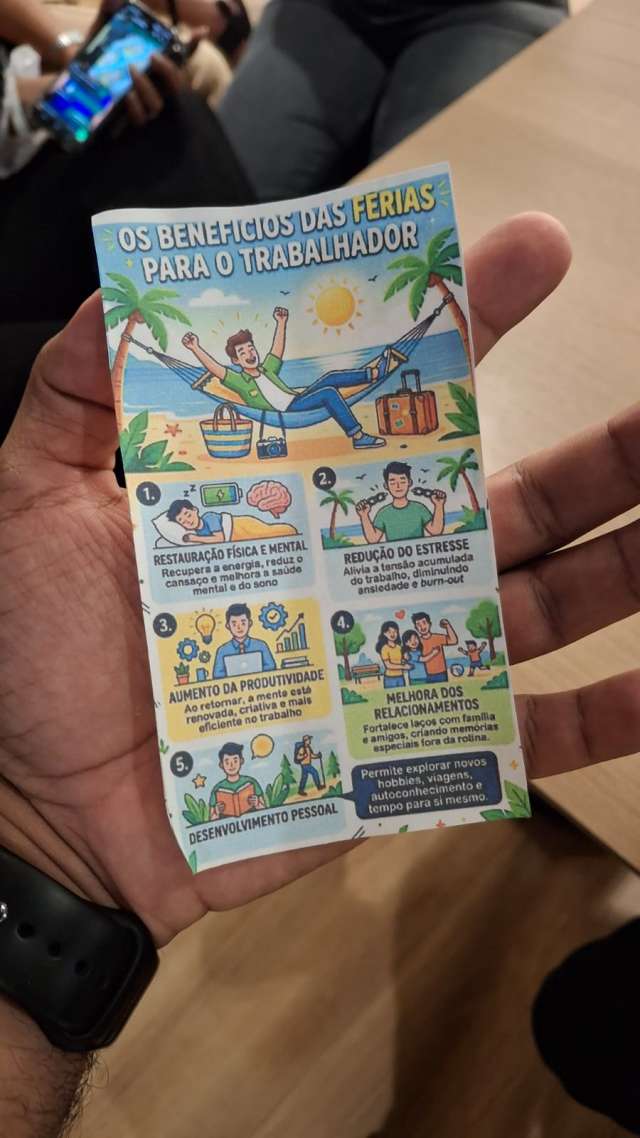 OS BENEFÍCIOS DAS FÉRIAS
PARA O TRABALHADOR
1.
z z z
RESTAURAÇÃO FÍSICA E MENTAL
Recupera a energia, reduz o
cansaço e melhora a saúde
mental e do sono
2.
REDUÇÃO DO ESTRESSE
Alivia a tensão acumulada
do trabalho, diminuindo
ansiedade e burn-out
3.
AUMENTO DA PRODUTIVIDADE
Ao retornar, a mente está
renovada, criativa e mais
eficiente no trabalho
4.
MELHORA DOS
RELACIONAMENTOS
Fortalece laços com família
e amigos, criando memórias
especiais fora da rotina.
5.
DESENVOLVIMENTO PESSOAL
Permite explorar novos
hobbies, viagens,
autoconhecimento e
tempo para si mesmo.